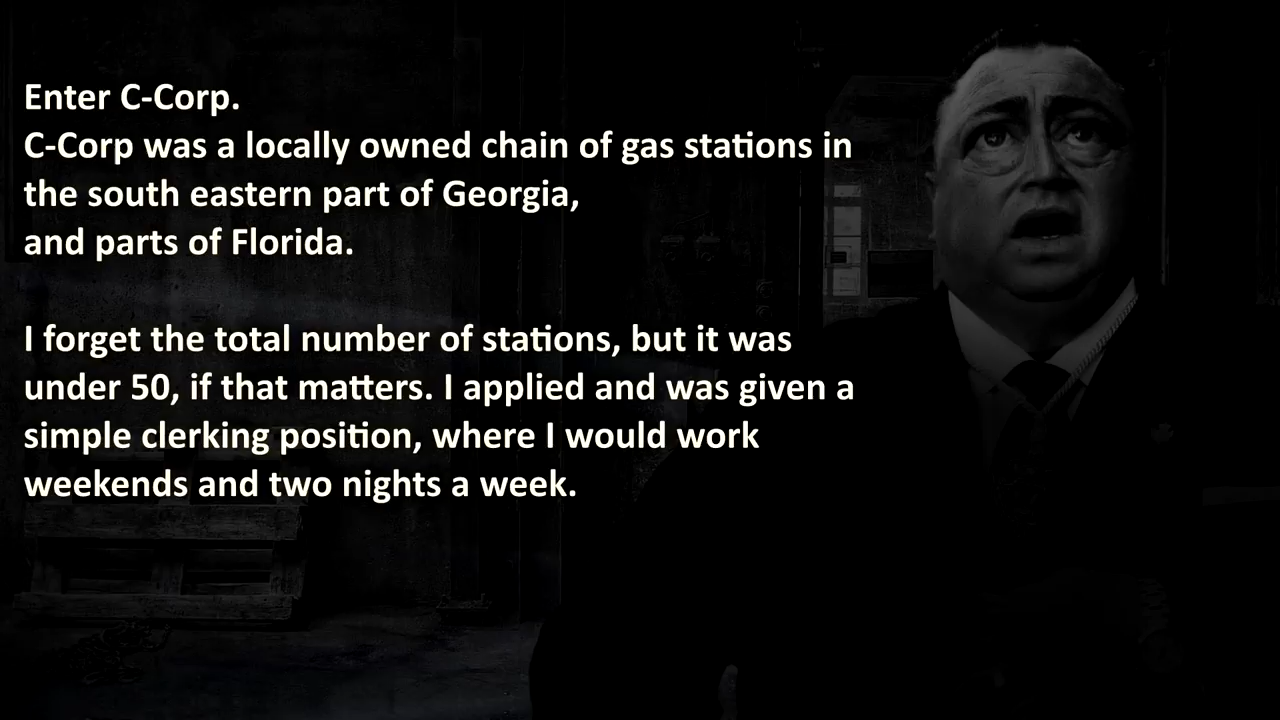 Enter C-Corp.
C-Corp was a locally owned chain of gas stations in
the south eastern part of Georgia,
and parts of Florida.
I forget the total number of stations, but it was
under 50, if that matters. I applied and was given a
simple clerking position, where I would work
weekends and two nights a week.